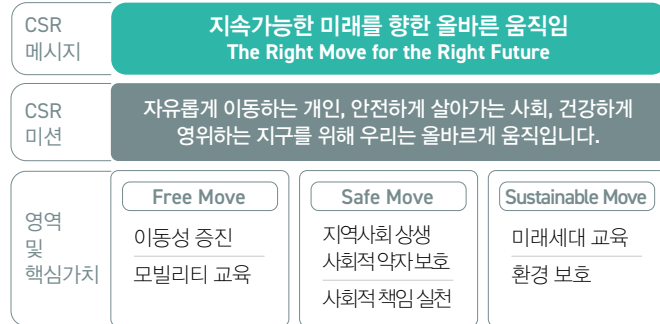 CSR
메시지
지속가능한 미래를 향한 올바른 움직임
The Right Move for the Right Future
CSR
미션
자유롭게 이동하는 개인, 안전하게 살아가는 사회, 건강하게
영위하는 지구를 위해 우리는 올바르게 움직입니다.
영역
및
핵심가치
Free Move
이동성 증진
모빌리티 교육
Safe Move
지역사회 상생
사회적 약자 보호
사회적 책임 실천
Sustainable Move
미래세대 교육
환경 보호